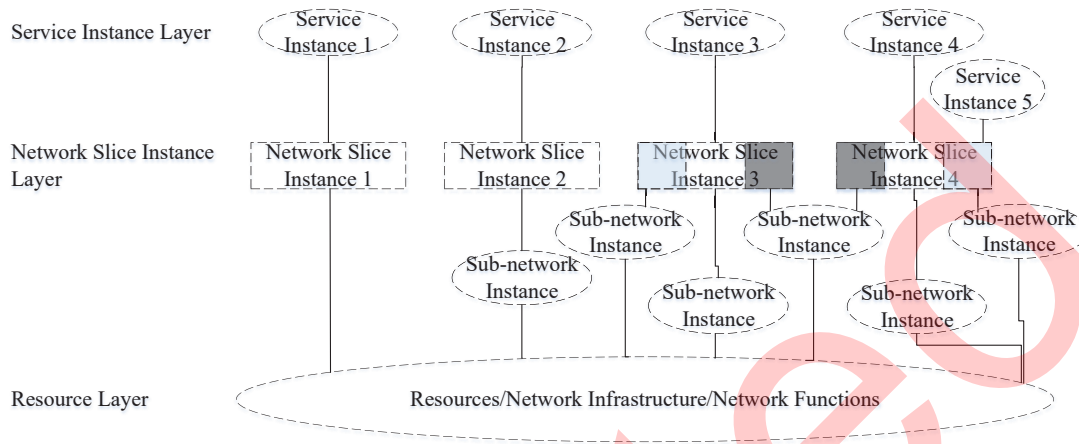 Service Instance Layer
Service
Instance 1
Service
Instance 2
Service
Instance 3
Service
Instance 4
Service
Instance 5
Network Slice Instance
Layer
Network Slice
Instance 1
Network Slice
Instance 2
Network Slice
Instance 3
Network Slice
Instance 4
Sub-network
Instance
Sub-network
Instance
Sub-network
Instance
Sub-network
Instance
Sub-network
Instance
Sub-network
Instance
Resource Layer
Resources/Network Infrastructure/Network Functions